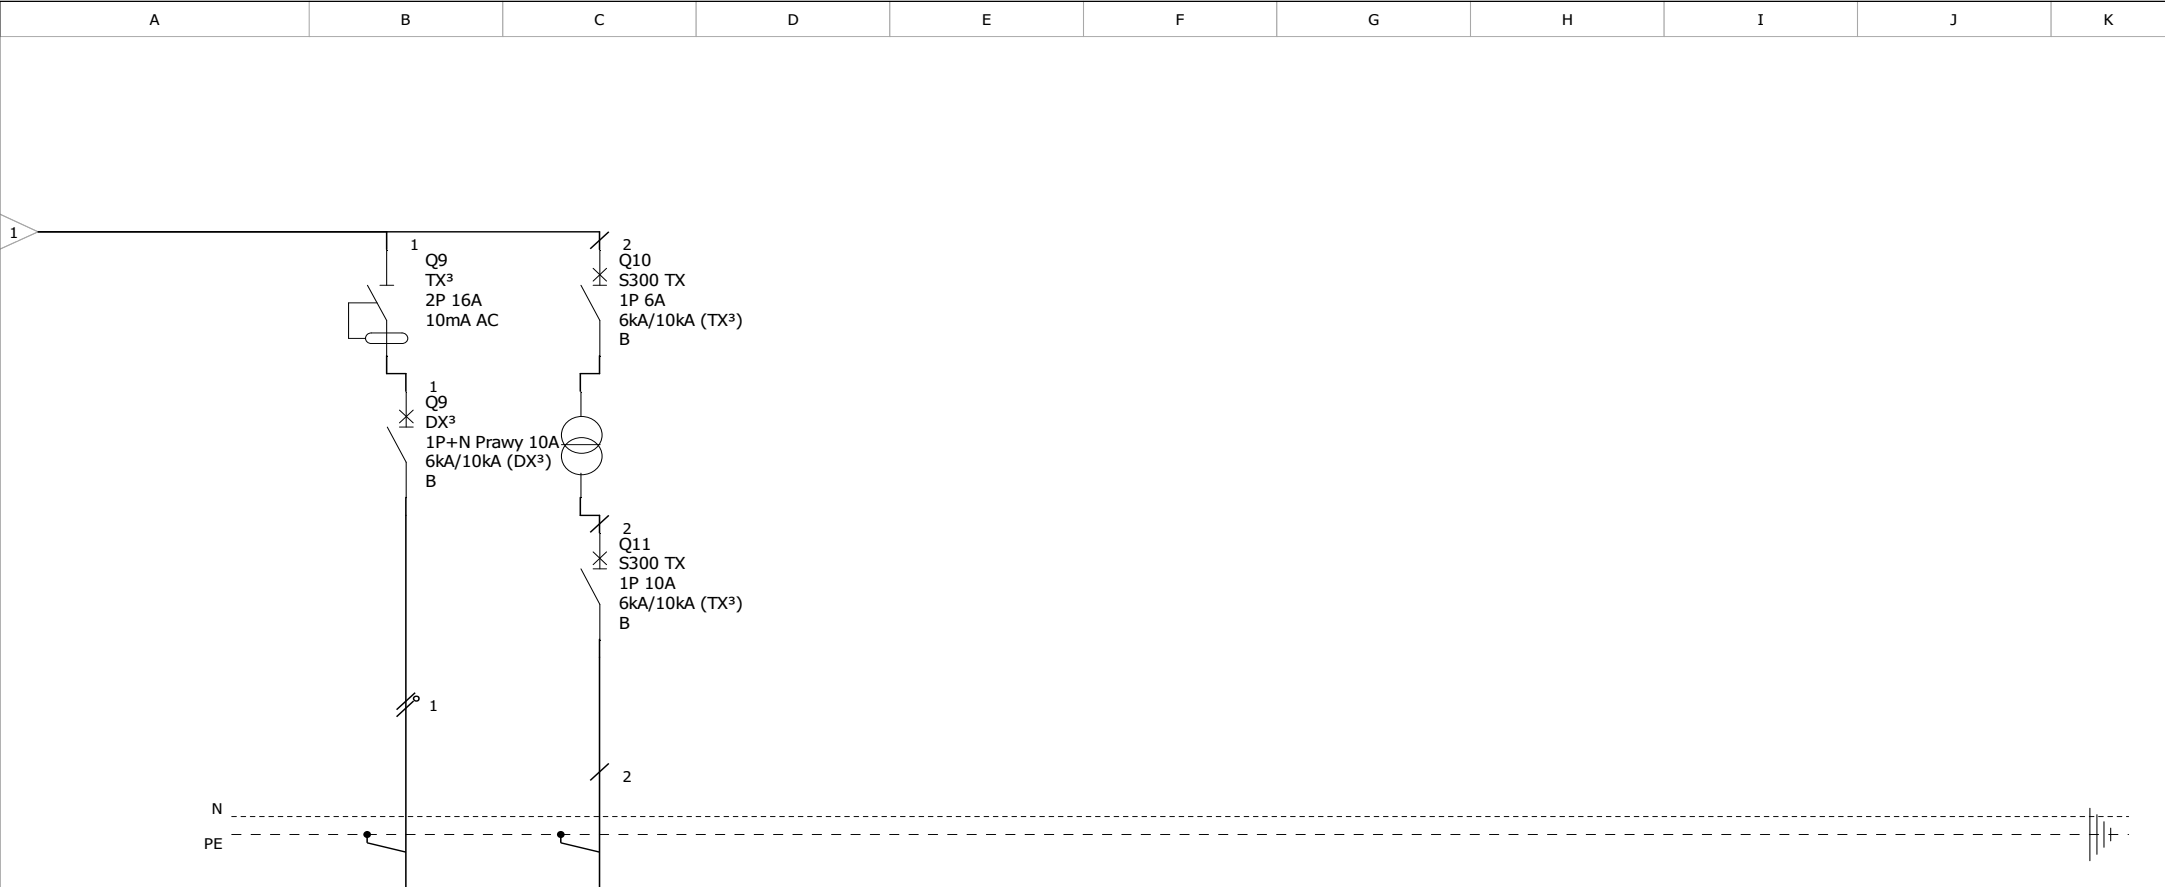 A B C D E F G H I J K
1
1
Q9
TX³
2P 16A
10mA AC
2
Q10
S300 TX
1P 6A
6kA/10kA (TX³)
B
1
Q9
DX³
1P+N Prawy 10A
6kA/10kA (DX³)
B
2
Q11
S300 TX
1P 10A
6kA/10kA (TX³)
B
1
2
N
PE